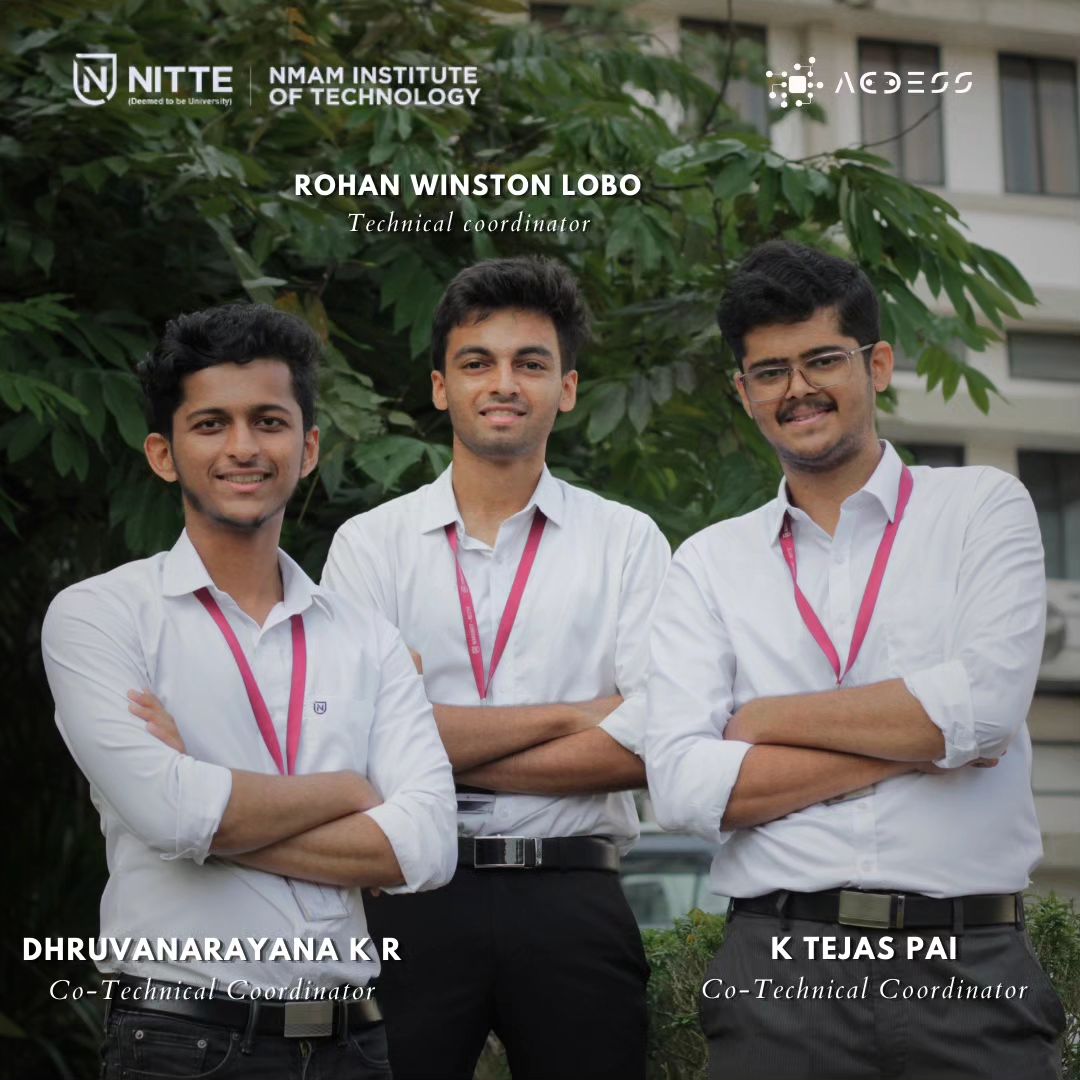 N NITTE
(Deemed to be University)
NMAM INSTITUTE
OF TECHNOLOGY
ACCESS
ROHAN WINSTON LOBO
Technical coordinator
DHRUVANARAYANA K R
Co-Technical Coordinator
K TEJAS PAI
Co-Technical Coordinator